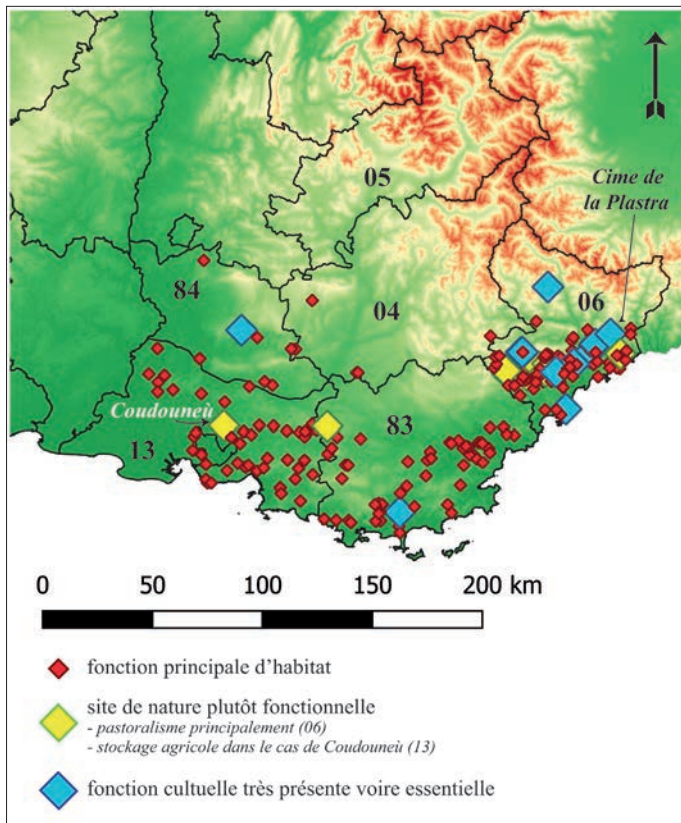 05
Cime de
la Plastra
84
04
06
Coudouneù
83
13
0 50 100 150 200 km
fonction principale d'habitat
site de nature plutôt fonctionnelle
- pastoralisme principalement (06)
- stockage agricole dans le cas de Coudouneù (13)
fonction cultuelle très présente voire essentielle